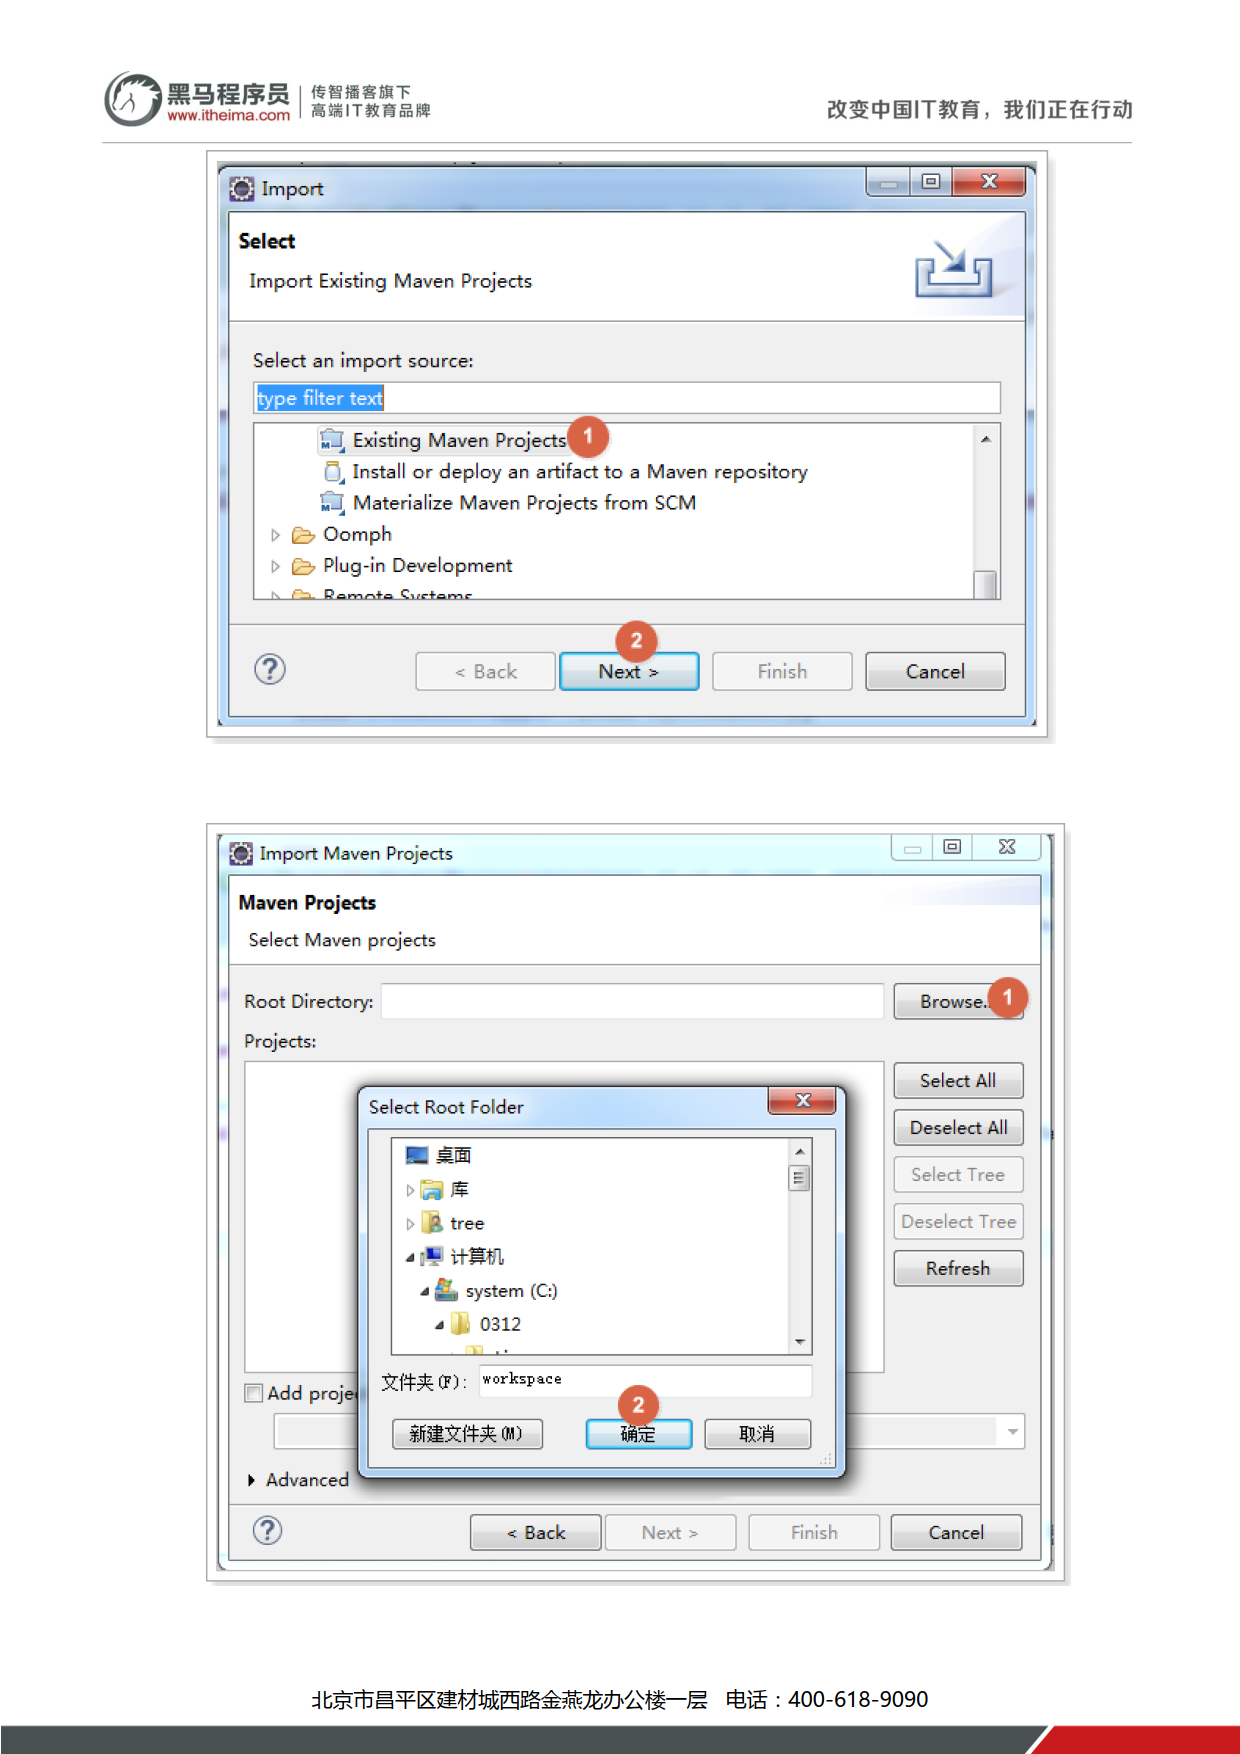 黑马程序员
www.itheima.com
传智播客旗下
高端IT教育品牌
改变中国IT教育，我们正在行动
Import
Select
Import Existing Maven Projects
Select an import source:
type filter text
Existing Maven Projects 1
Install or deploy an artifact to a Maven repository
Materialize Maven Projects from SCM
Oomph
Plug-in Development
Remote Systems
2
< Back Next > Finish Cancel
Import Maven Projects
Maven Projects
Select Maven projects
Root Directory: Browse.. 1
Projects:
Select All
Deselect All
Select Tree
Deselect Tree
Refresh
Select Root Folder
桌面
库
tree
计算机
system (C:)
0312
文件夹(F): workspace
2
新建文件夹(M) 确定 取消
Add proje
Advanced
< Back Next > Finish Cancel
北京市昌平区建材城西路金燕龙办公楼一层 电话：400-618-9090